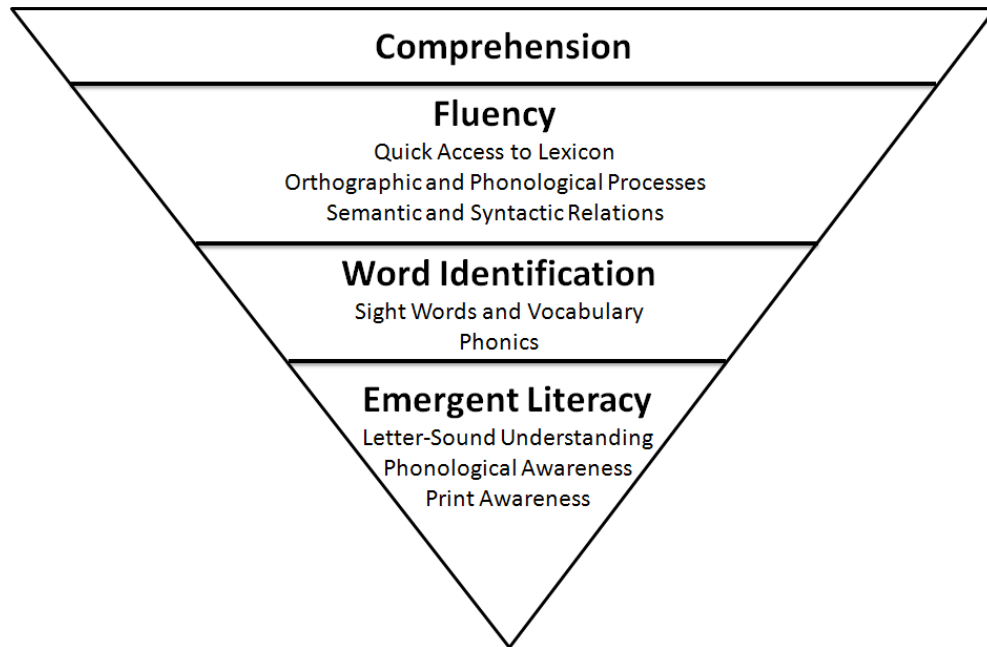 Comprehension
Fluency
Quick Access to Lexicon
Orthographic and Phonological Processes
Semantic and Syntactic Relations
Word Identification
Sight Words and Vocabulary
Phonics
Emergent Literacy
Letter-Sound Understanding
Phonological Awareness
Print Awareness